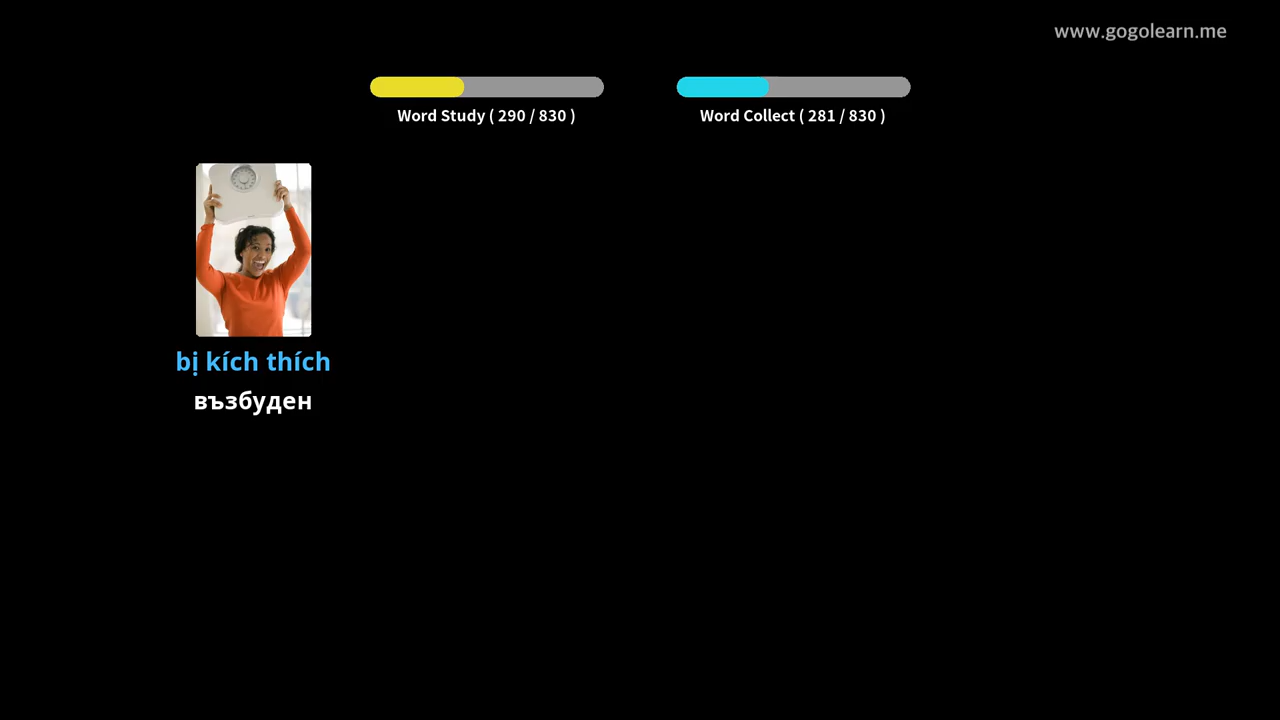 www.gogolearn.me
Word Study ( 290 / 830 )
Word Collect ( 281 / 830 )
bị kích thích
възбуден